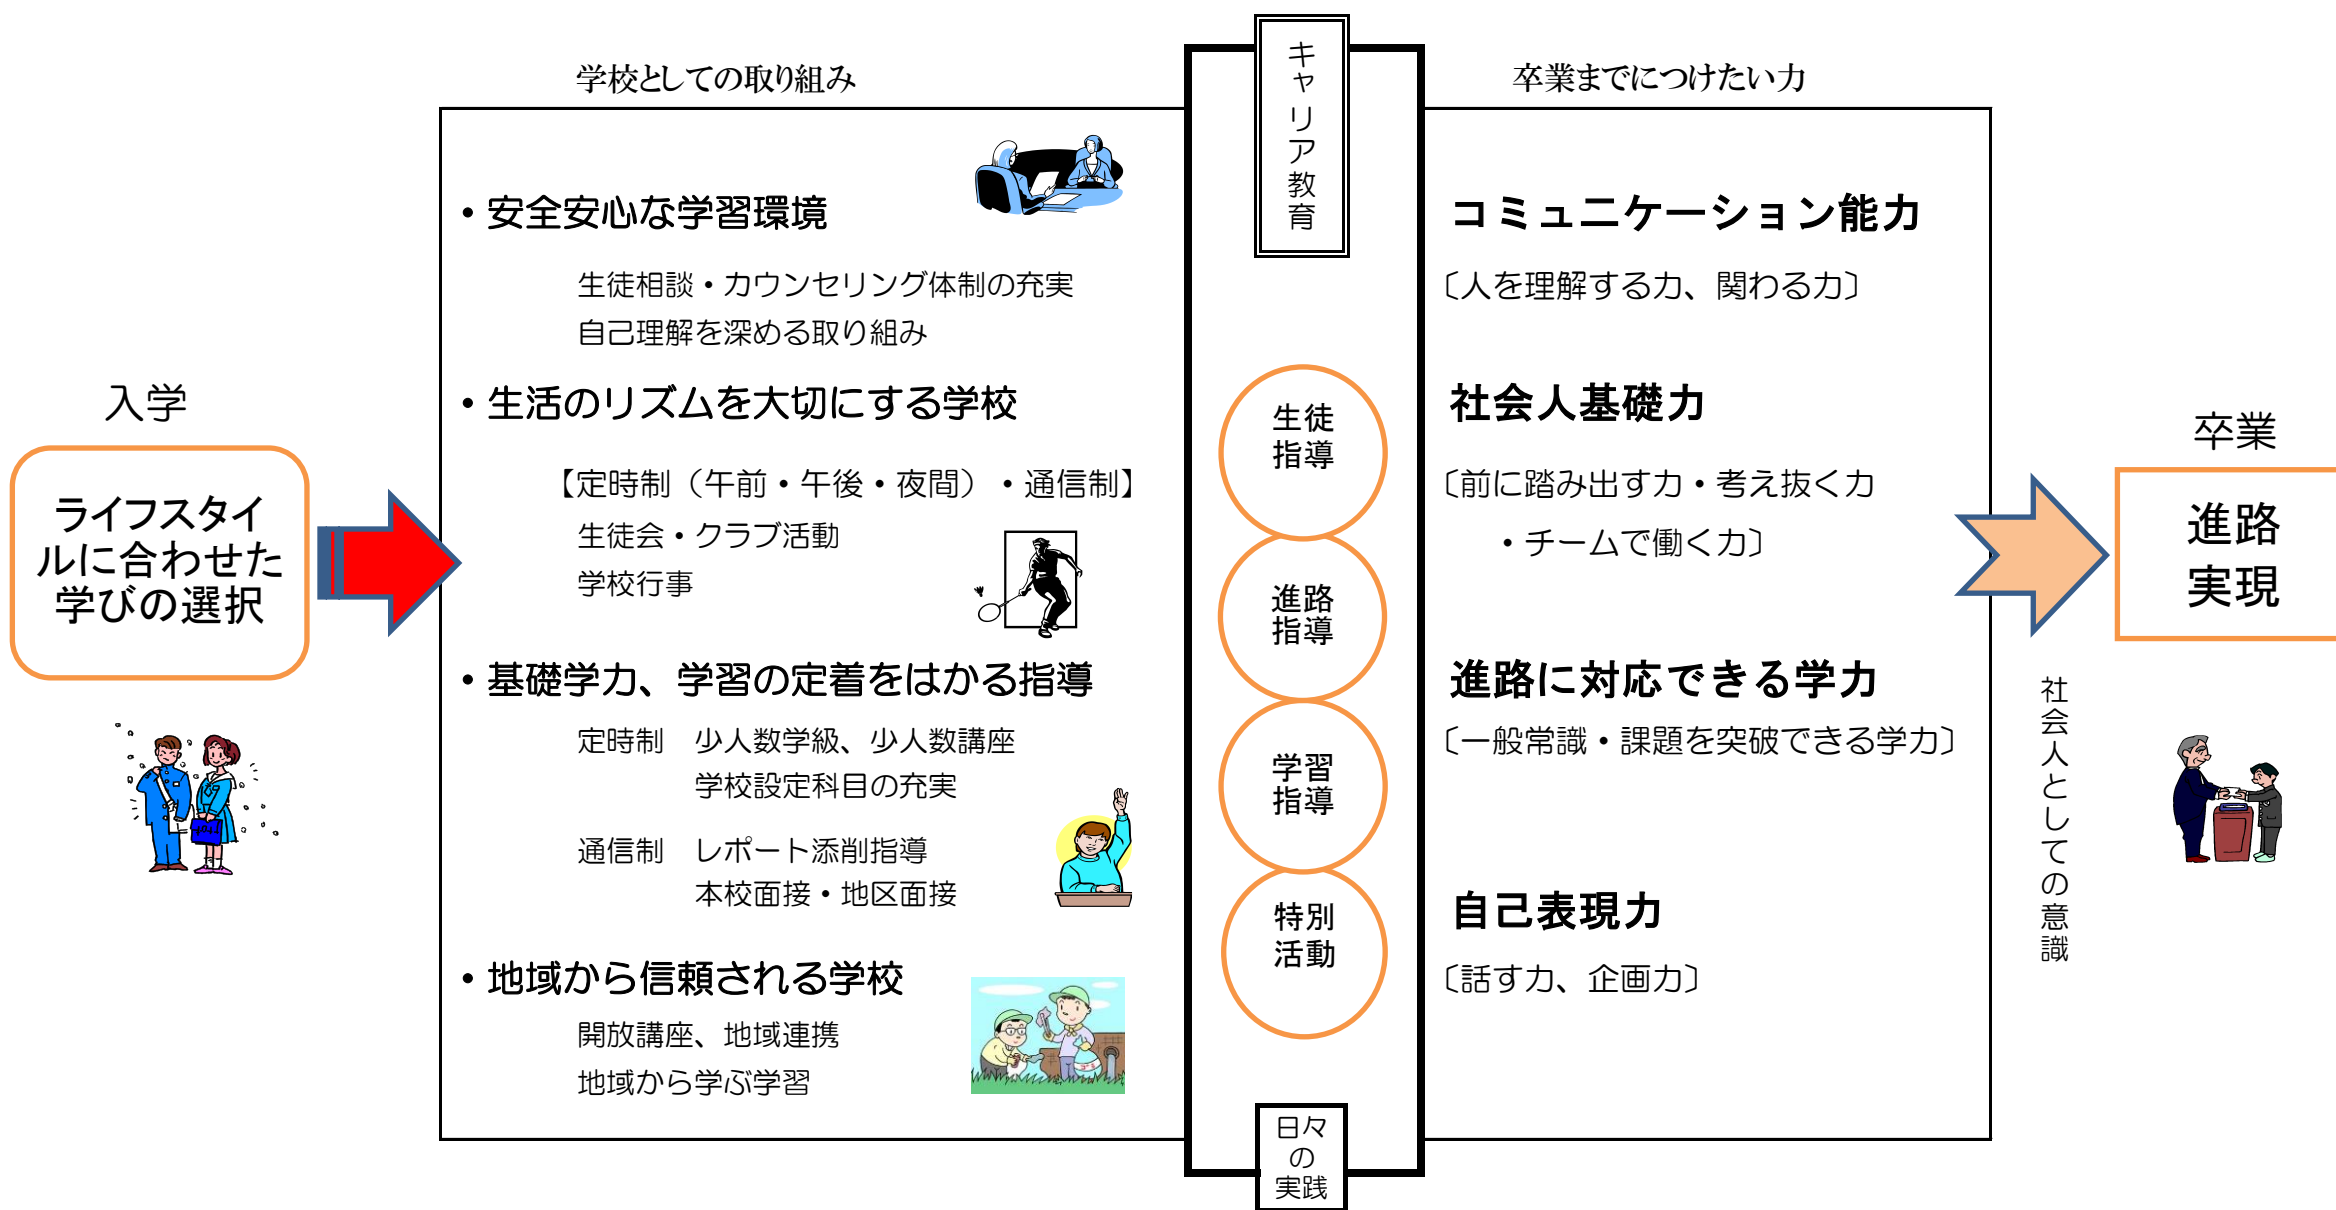 入学
ライフスタイ
ルに合わせた
学びの選択
学校としての取り組み
・安全安心な学習環境
生徒相談・カウンセリング体制の充実
自己理解を深める取り組み
・生活のリズムを大切にする学校
【定時制（午前・午後・夜間）・通信制】
生徒会・クラブ活動
学校行事
・基礎学力、学習の定着をはかる指導
定時制　少人数学級、少人数講座
学校設定科目の充実
通信制　レポート添削指導
本校面接・地区面接
・地域から信頼される学校
開放講座、地域連携
地域から学ぶ学習
キャリア教育
生徒
指導
進路
指導
学習
指導
特別
活動
日々
の
実践
卒業までにつけたい力
コミュニケーション能力
〔人を理解する力、関わる力〕
社会人基礎力
〔前に踏み出す力・考え抜く力
・チームで働く力〕
進路に対応できる学力
〔一般常識・課題を突破できる学力〕
自己表現力
〔話す力、企画力〕
社会人としての意識
卒業
進路
実現